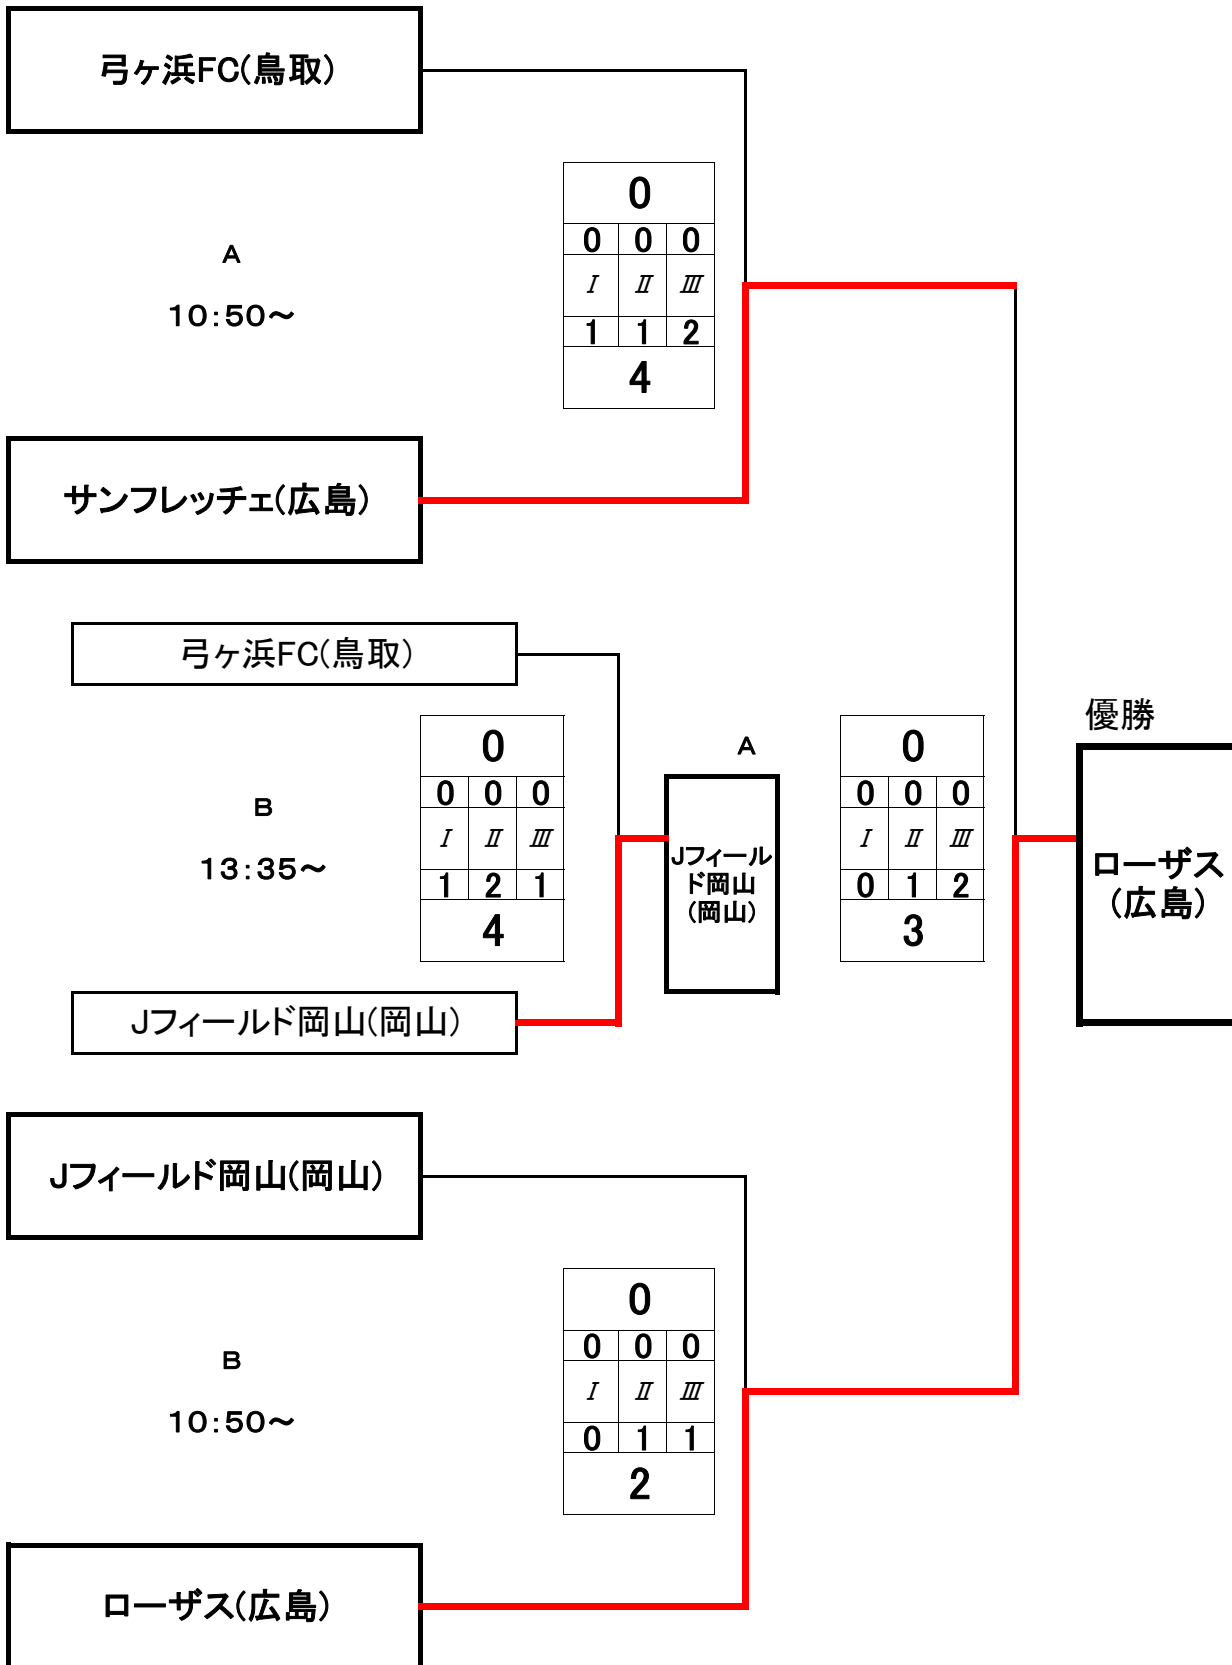 弓ヶ浜FC(鳥取)
0
0 0 0
A
Ⅰ Ⅱ Ⅲ
10:50～
1 1 2
4
サンフレッチェ(広島)
弓ヶ浜FC(鳥取)
優勝
0
A
0
0 0 0
0 0 0
B
Ⅰ Ⅱ Ⅲ
Ⅰ Ⅱ Ⅲ
13:35～
1 2 1
0 1 2
4
3
Jフィール
ド岡山
(岡山)
ローザス
(広島)
Jフィールド岡山(岡山)
Jフィールド岡山(岡山)
0
0 0 0
B
Ⅰ Ⅱ Ⅲ
10:50～
0 1 1
2
ローザス(広島)